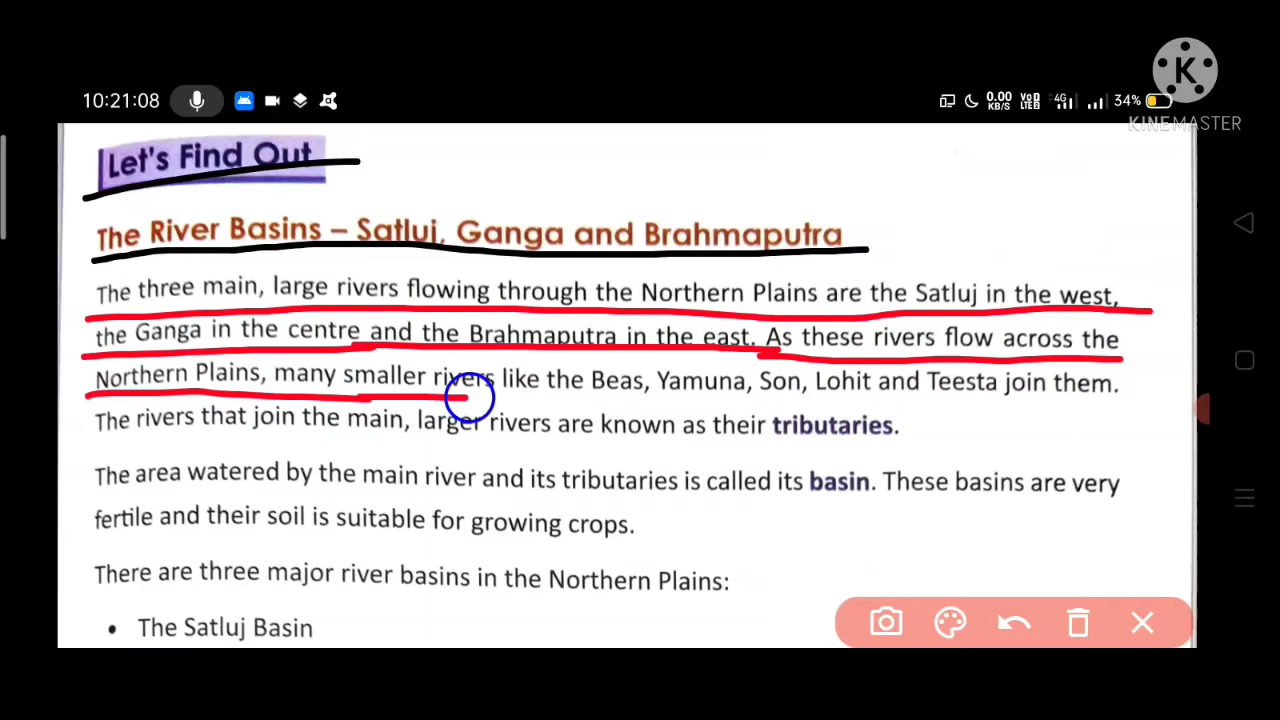 10:21:08
0.00 KB/S VoD LTE2 4G 34%
K
KINEMASTER
Let's Find Out
The River Basins – Satluj, Ganga and Brahmaputra
The three main, large rivers flowing through the Northern Plains are the Satluj in the west,
the Ganga in the centre and the Brahmaputra in the east. As these rivers flow across the
Northern Plains, many smaller rivers like the Beas, Yamuna, Son, Lohit and Teesta join them.
The rivers that join the main, larger rivers are known as their tributaries.
The area watered by the main river and its tributaries is called its basin. These basins are very
fertile and their soil is suitable for growing crops.
There are three major river basins in the Northern Plains:
• The Satluj Basin